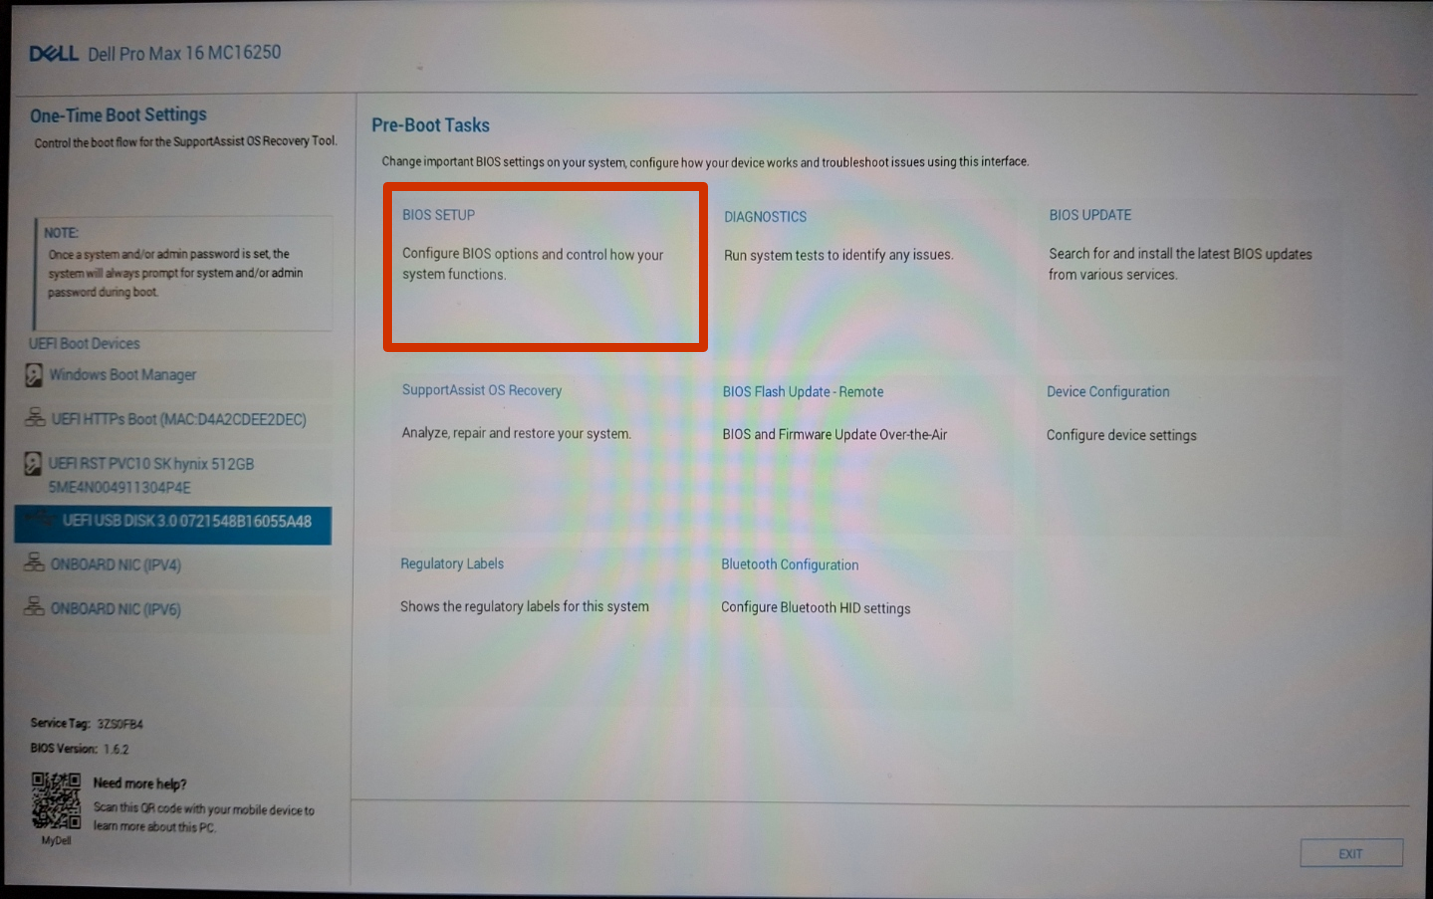 DELL Dell Pro Max 16 MC16250
One-Time Boot Settings
Control the boot flow for the SupportAssist OS Recovery Tool.
NOTE:
Once a system and/or admin password is set, the
system will always prompt for system and/or admin
password during boot.
UEFI Boot Devices
Windows Boot Manager
UEFI HTTPs Boot (MAC:D4A2CDEE2DEC)
UEFI RST PVC10 SK hynix 512GB
5ME4N004911304P4E
UEFI USB DISK 3.0 0721548B16055A48
ONBOARD NIC (IPV4)
ONBOARD NIC (IPV6)
Service Tag: 3ZS0FB4
BIOS Version: 1.6.2
Need more help?
Scan this QR code with your mobile device to
learn more about this PC.
MyDell
Pre-Boot Tasks
Change important BIOS settings on your system, configure how your device works and troubleshoot issues using this interface.
BIOS SETUP
Configure BIOS options and control how your
system functions.
DIAGNOSTICS
Run system tests to identify any issues.
BIOS UPDATE
Search for and install the latest BIOS updates
from various services.
SupportAssist OS Recovery
Analyze, repair and restore your system.
BIOS Flash Update - Remote
BIOS and Firmware Update Over-the-Air
Device Configuration
Configure device settings
Regulatory Labels
Shows the regulatory labels for this system
Bluetooth Configuration
Configure Bluetooth HID settings
EXIT